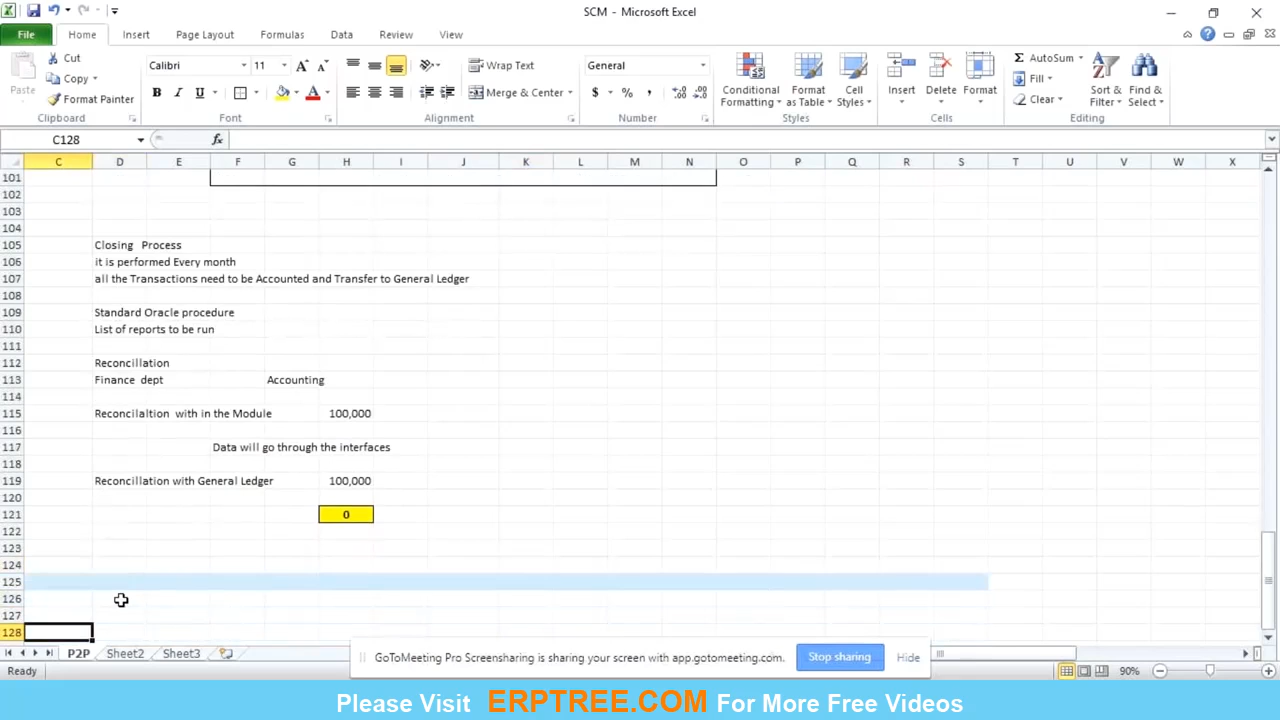 SCM - Microsoft Excel
File Home Insert Page Layout Formulas Data Review View
Paste Cut Copy Format Painter Clipboard
Calibri 11 A A B I U A Font
Wrap Text Merge & Center Alignment
General $ % , Number
Conditional Formatting Format as Table Cell Styles Styles
Insert Delete Format Cells
Σ AutoSum Fill Clear Sort & Filter Find & Select Editing
C128 fx
C D E F G H I J K L M N O P Q R S T U V W X
101
102
103
104
105 Closing Process
106 it is performed Every month
107 all the Transactions need to be Accounted and Transfer to General Ledger
108
109 Standard Oracle procedure
110 List of reports to be run
111
112 Reconcillation
113 Finance dept Accounting
114
115 Reconcilaltion with in the Module 100,000
116
117 Data will go through the interfaces
118
119 Reconcillation with General Ledger 100,000
120
121 0
122
123
124
125
126
127
128
P2P Sheet2 Sheet3
GoToMeeting Pro Screensharing is sharing your screen with app.gotomeeting.com. Stop sharing Hide
Ready 90%
Please Visit ERPTREE.COM For More Free Videos